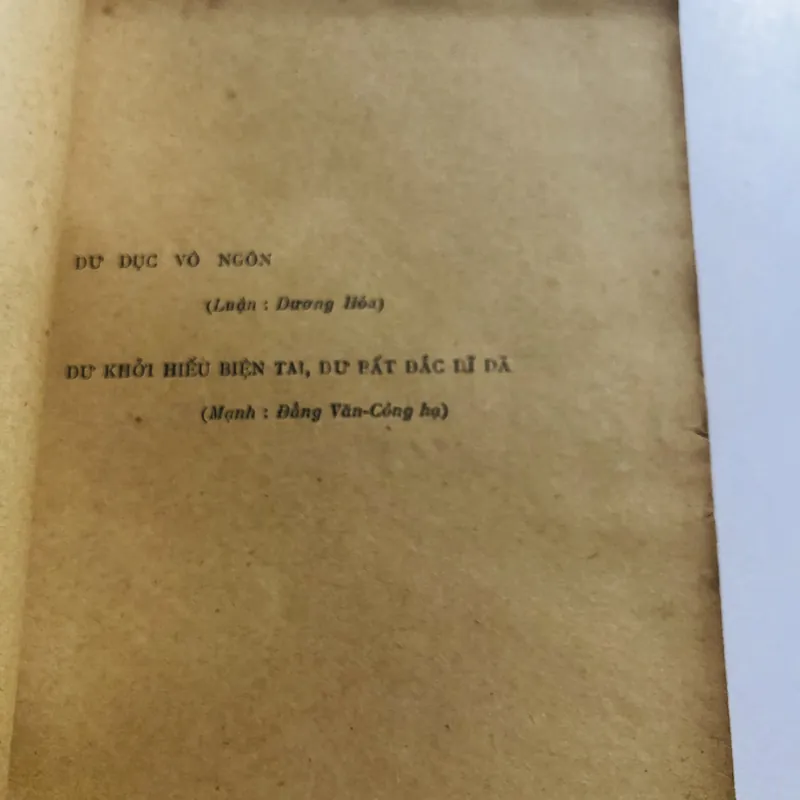 DƯ DỤC VÔ NGÔN
(Luận : Dương Hóa)
DƯ KHỞI HIẾU BIỆN TAI, DƯ BẤT ĐẮC DĨ DÃ
(Mạnh : Đằng Văn-Công hạ)